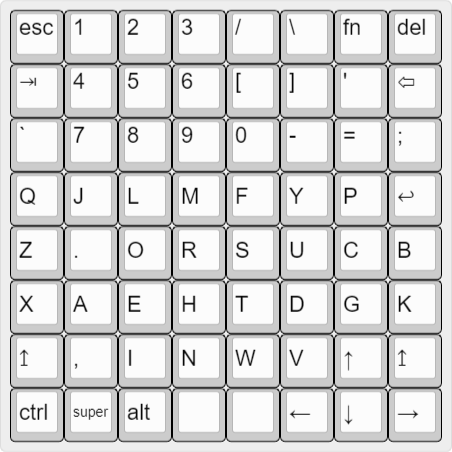 esc 1 2 3 / \ fn del
⇥ 4 5 6 [ ] ' ⇦
` 7 8 9 0 - = ;
Q J L M F Y P ↩
Z . O R S U C B
X A E H T D G K
↥ , I N W V ↑ ↥
ctrl super alt ← ↓ →